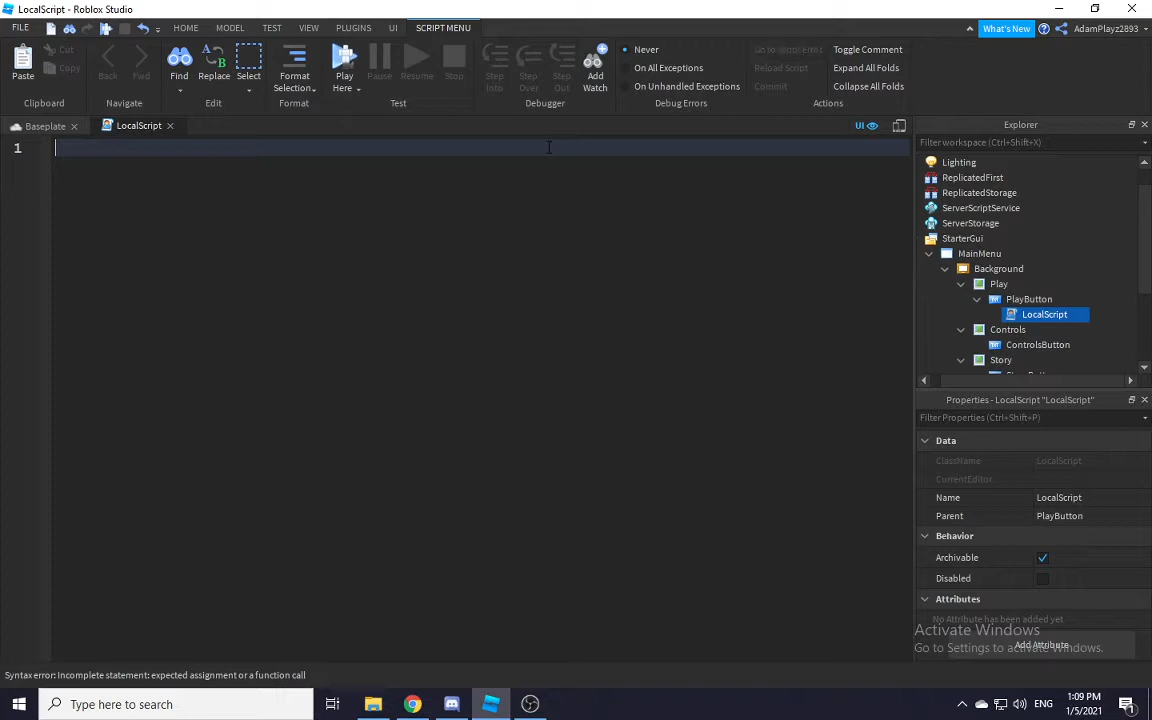 LocalScript - Roblox Studio
FILE HOME MODEL TEST VIEW PLUGINS UI SCRIPT MENU What's New AdamPlayz2893
Paste Cut Copy Back Fwd Find Replace Select Format Selection Play Here Pause Resume Stop Step Into Step Over Step Out Add Watch
Never Go to Script Error Toggle Comment
On All Exceptions Reload Script Expand All Folds
On Unhandled Exceptions Commit Collapse All Folds
Clipboard Navigate Edit Format Test Debugger Debug Errors Actions
Baseplate LocalScript UI Explorer
Filter workspace (Ctrl+Shift+X)
1
Lighting
ReplicatedFirst
ReplicatedStorage
ServerScriptService
ServerStorage
StarterGui
MainMenu
Background
Play
PlayButton
LocalScript
Controls
ControlsButton
Story
Properties - LocalScript "LocalScript"
Filter Properties (Ctrl+Shift+P)
Data
ClassName LocalScript
CurrentEditor
Name LocalScript
Parent PlayButton
Behavior
Archivable
Disabled
Attributes
No Attribute has been added yet
Add Attribute
Activate Windows
Go to Settings to activate Windows.
Syntax error: Incomplete statement: expected assignment or a function call
Type here to search ENG 1:09 PM
1/5/2021 1